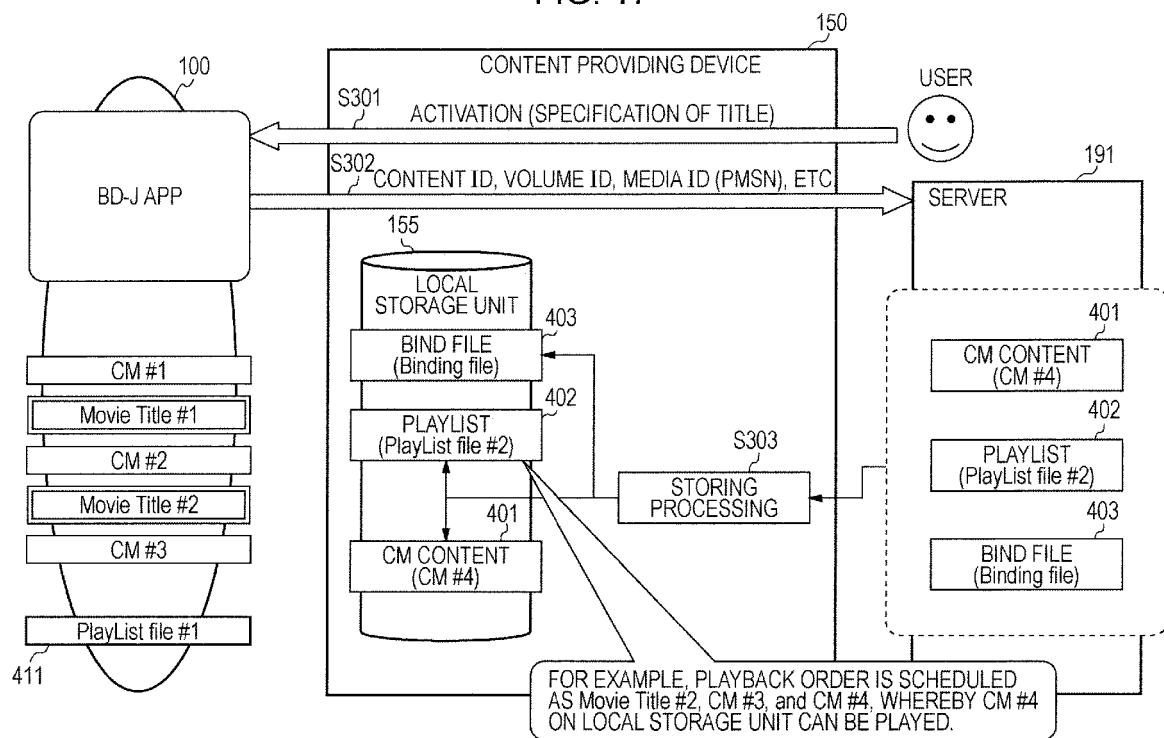 150
CONTENT PROVIDING DEVICE
100
USER
S301
ACTIVATION (SPECIFICATION OF TITLE)
S302
CONTENT ID, VOLUME ID, MEDIA ID (PMSN), ETC
BD-J APP
191
SERVER
155
LOCAL
STORAGE UNIT
403
BIND FILE
(Binding file)
402
PLAYLIST
(PlayList file #2)
401
CM CONTENT
(CM #4)
S303
STORING
PROCESSING
401
CM CONTENT
(CM #4)
402
PLAYLIST
(PlayList file #2)
403
BIND FILE
(Binding file)
CM #1
Movie Title #1
CM #2
Movie Title #2
CM #3
PlayList file #1
411
FOR EXAMPLE, PLAYBACK ORDER IS SCHEDULED
AS Movie Title #2, CM #3, and CM #4, WHEREBY CM #4
ON LOCAL STORAGE UNIT CAN BE PLAYED.